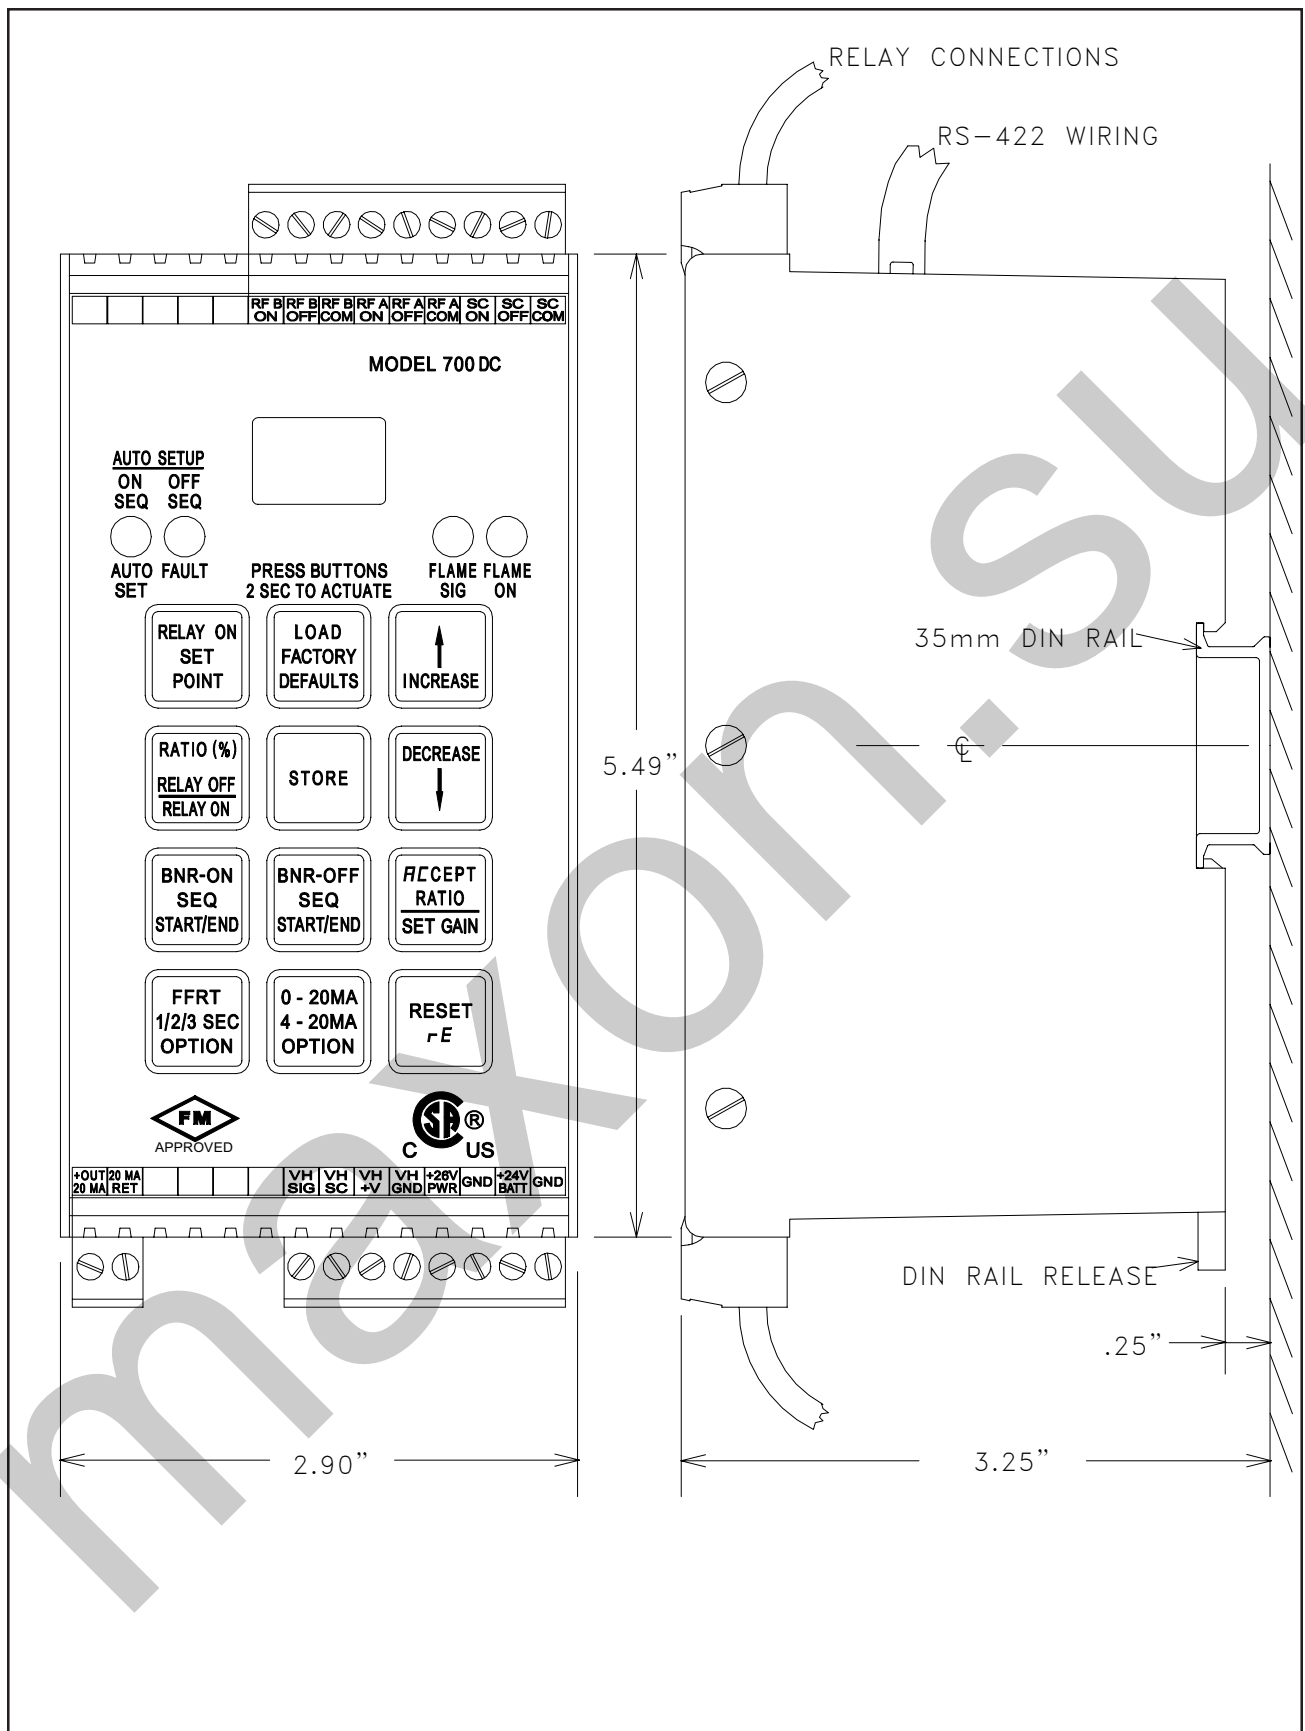 RELAY CONNECTIONS
RS-422 WIRING
RF B ON
RF B OFF
RF B COM
RF A ON
RF A OFF
RF A COM
SC ON
SC OFF
SC COM
MODEL 700 DC
AUTO SETUP
ON SEQ
OFF SEQ
AUTO SET
FAULT
PRESS BUTTONS
2 SEC TO ACTUATE
FLAME SIG
FLAME ON
RELAY ON
SET
POINT
LOAD
FACTORY
DEFAULTS
INCREASE
35mm DIN RAIL
RATIO (%)
RELAY OFF
RELAY ON
STORE
DECREASE
5.49”
℄
BNR-ON
SEQ
START/END
BNR-OFF
SEQ
START/END
ACCEPT
RATIO
SET GAIN
FFRT
1/2/3 SEC
OPTION
0 - 20MA
4 - 20MA
OPTION
RESET
rE
FM
APPROVED
C SA ® US
+OUT 20 MA
20 MA RET
VH SIG
VH SC
VH +V
VH GND
+26V PWR
GND
+24V BATT
GND
DIN RAIL RELEASE
.25”
2.90”
3.25”
maxon.su